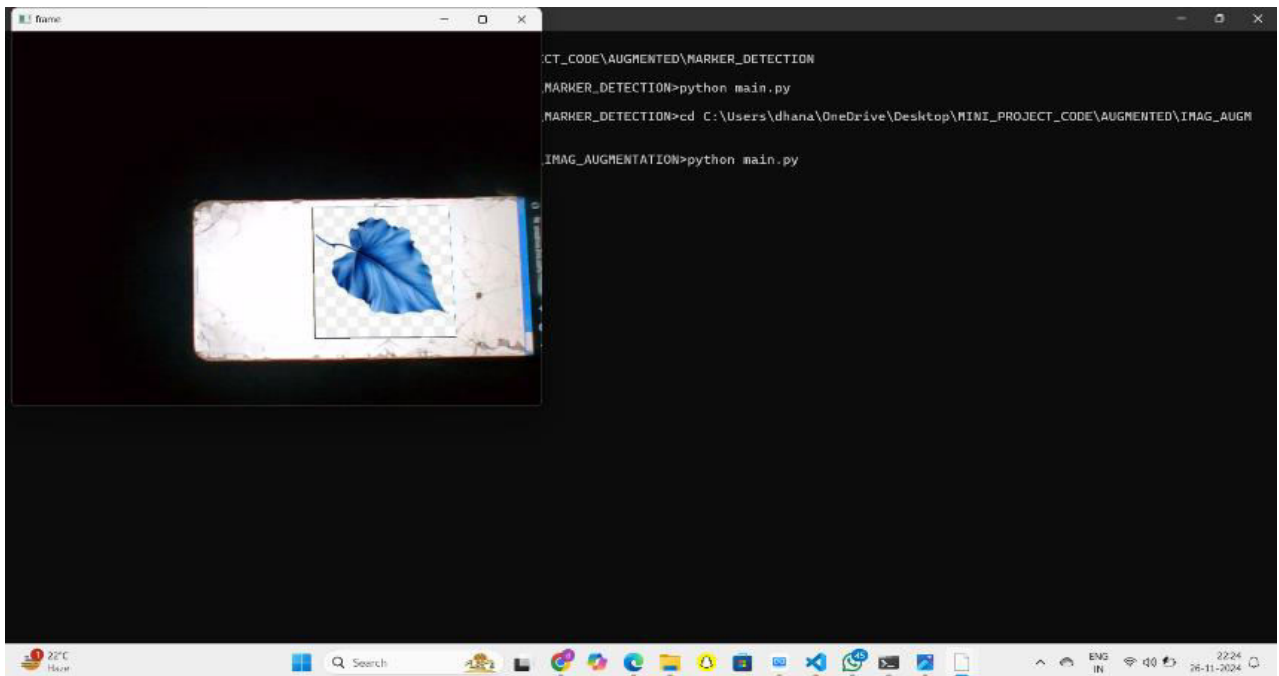 frame
CT_CODE\AUGMENTED\MARKER_DETECTION
MARKER_DETECTION>python main.py
MARKER_DETECTION>cd C:\Users\dhana\OneDrive\Desktop\MINI_PROJECT_CODE\AUGMENTED\IMAG_AUGM
IMAG_AUGMENTATION>python main.py
22°C
Haze
Search
45
ENG
IN
22:24
26-11-2024